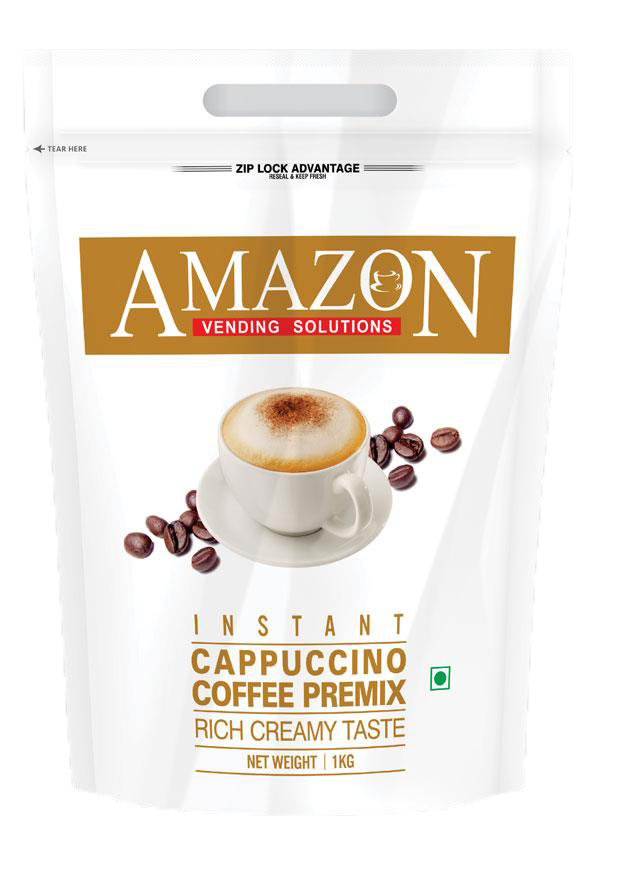 TEAR HERE
ZIP LOCK ADVANTAGE
RESEAL & KEEP FRESH
AMAZON
VENDING SOLUTIONS
INSTANT
CAPPUCCINO
COFFEE PREMIX
RICH CREAMY TASTE
NET WEIGHT | 1KG